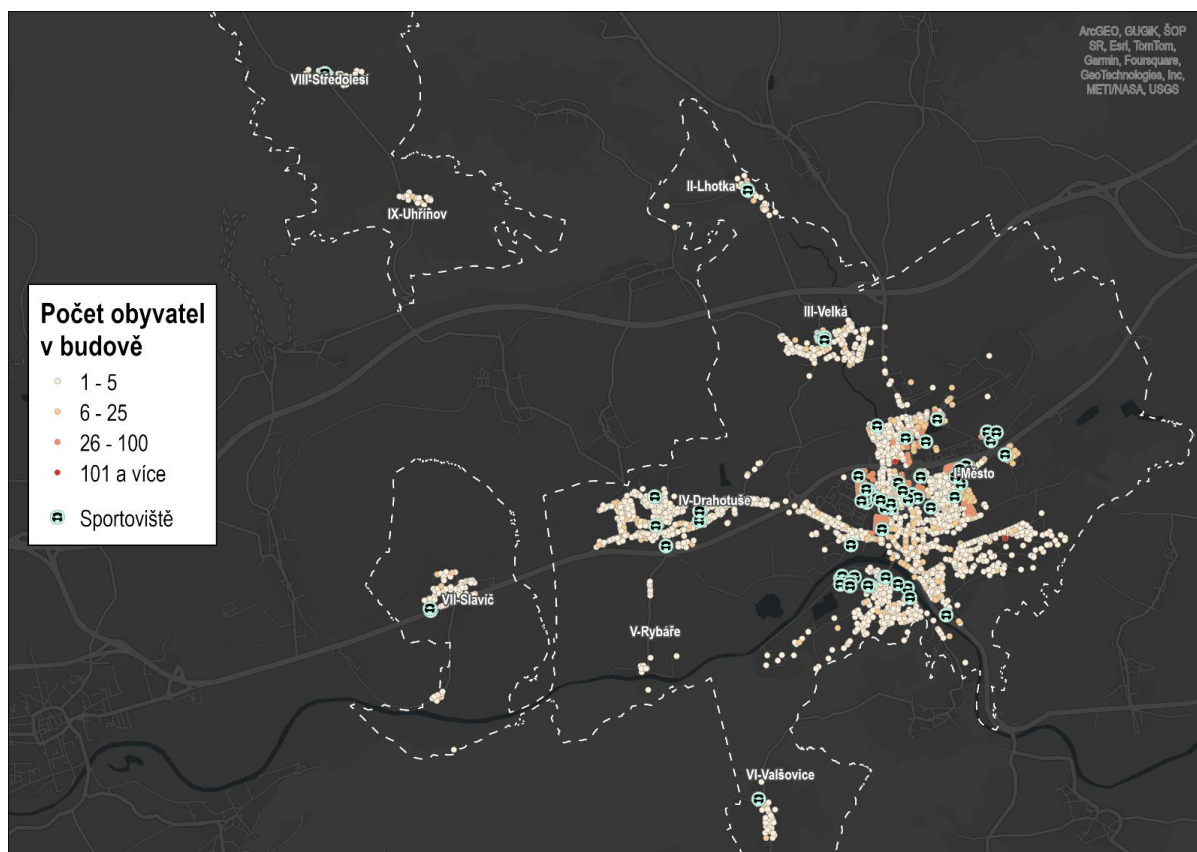 ArcGEO, GUGiK, ŠOP
SR, Esri, TomTom,
Garmin, Foursquare,
GeoTechnologies, Inc,
METI/NASA, USGS
VIII-Středolesí
II-Lhotka
IX-Uhřínov
Počet obyvatel
v budově
1 - 5
6 - 25
26 - 100
101 a více
Sportoviště
III-Velká
I-Město
IV-Drahotuše
VII-Slavíč
V-Rybáře
VI-Valšovice